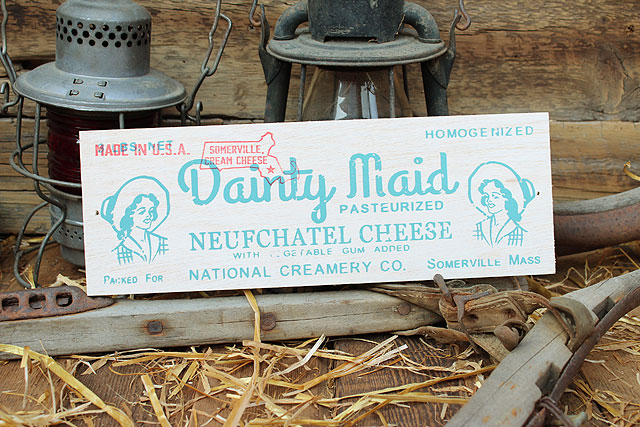 HOMOGENIZED
MADE IN U.S.A.
SOMERVILLE,
CREAM CHEESE
Dainty Maid
PASTEURIZED
NEUFCHATEL CHEESE
WITH GUM ADDED
PACKED FOR NATIONAL CREAMERY CO. SOMERVILLE MASS